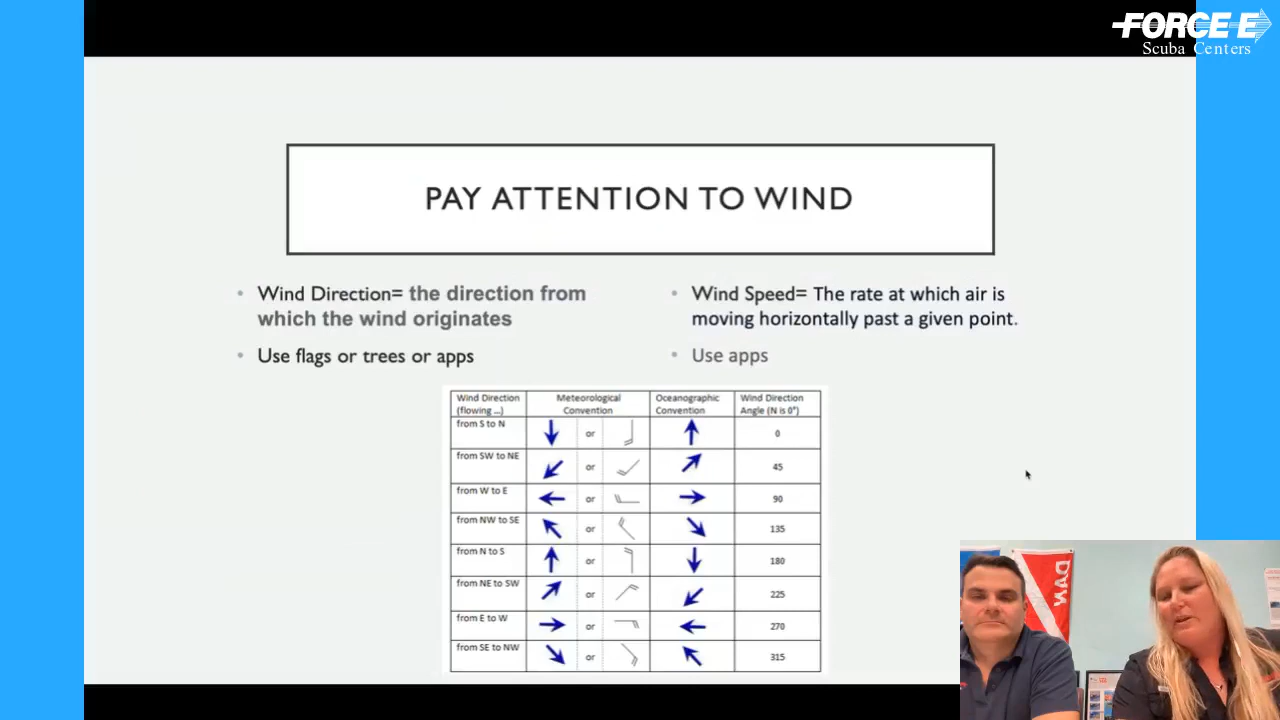 FORCE E
Scuba Centers
PAY ATTENTION TO WIND
• Wind Direction= the direction from
which the wind originates
• Use flags or trees or apps
• Wind Speed= The rate at which air is
moving horizontally past a given point.
• Use apps
Wind Direction Meteorological Oceanographic Wind Direction
(flowing ...) Convention Convention Angle (N is 0°)
from S to N or 0
from SW to NE or 45
from W to E or 90
from NW to SE or 135
from N to S or 180
from NE to SW or 225
from E to W or 270
from SE to NW or 315
DAN